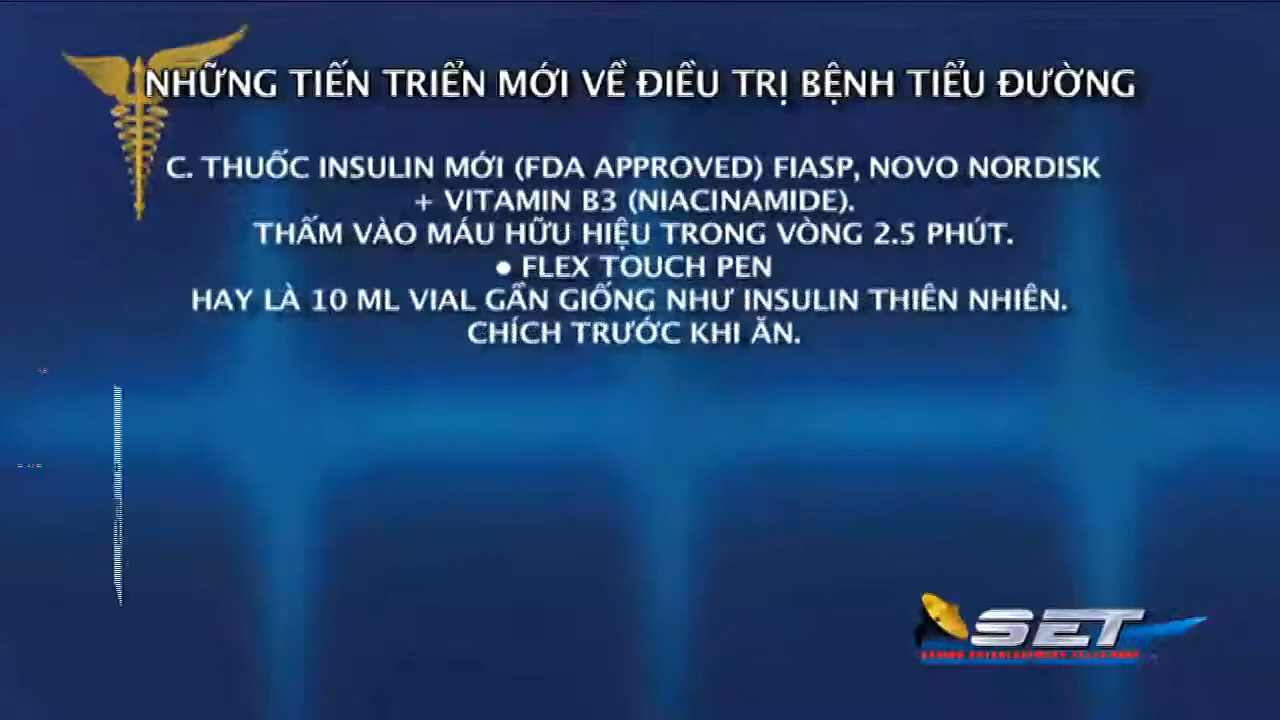 NHỮNG TIẾN TRIỂN MỚI VỀ ĐIỀU TRỊ BỆNH TIỂU ĐƯỜNG
C. THUỐC INSULIN MỚI (FDA APPROVED) FIASP, NOVO NORDISK
+ VITAMIN B3 (NIACINAMIDE).
THẤM VÀO MÁU HỮU HIỆU TRONG VÒNG 2.5 PHÚT.
● FLEX TOUCH PEN
HAY LÀ 10 ML VIAL GẦN GIỐNG NHƯ INSULIN THIÊN NHIÊN.
CHÍCH TRƯỚC KHI ĂN.
SET